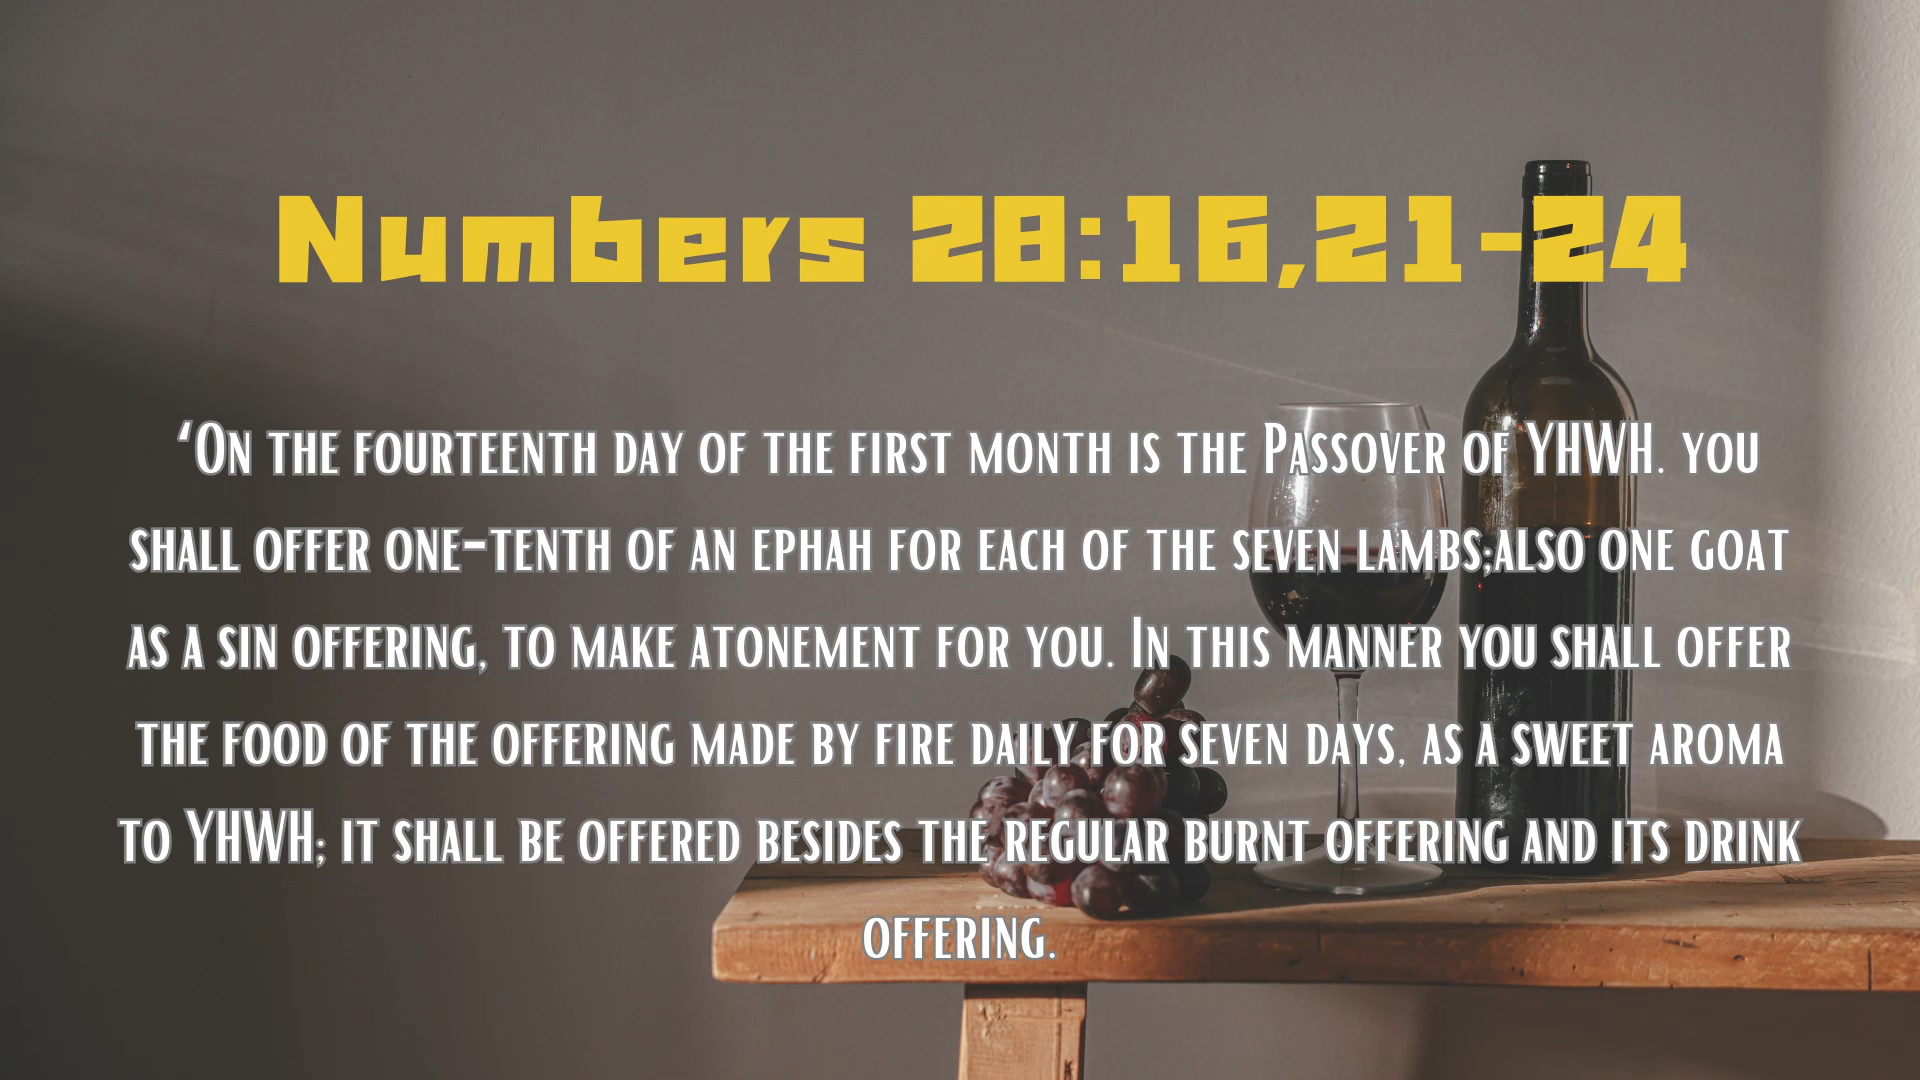 Numbers 28:16,21-24
‘On the fourteenth day of the first month is the Passover of YHWH. you
shall offer one-tenth of an ephah for each of the seven lambs;also one goat
as a sin offering, to make atonement for you. In this manner you shall offer
the food of the offering made by fire daily for seven days, as a sweet aroma
to YHWH; it shall be offered besides the regular burnt offering and its drink
offering.